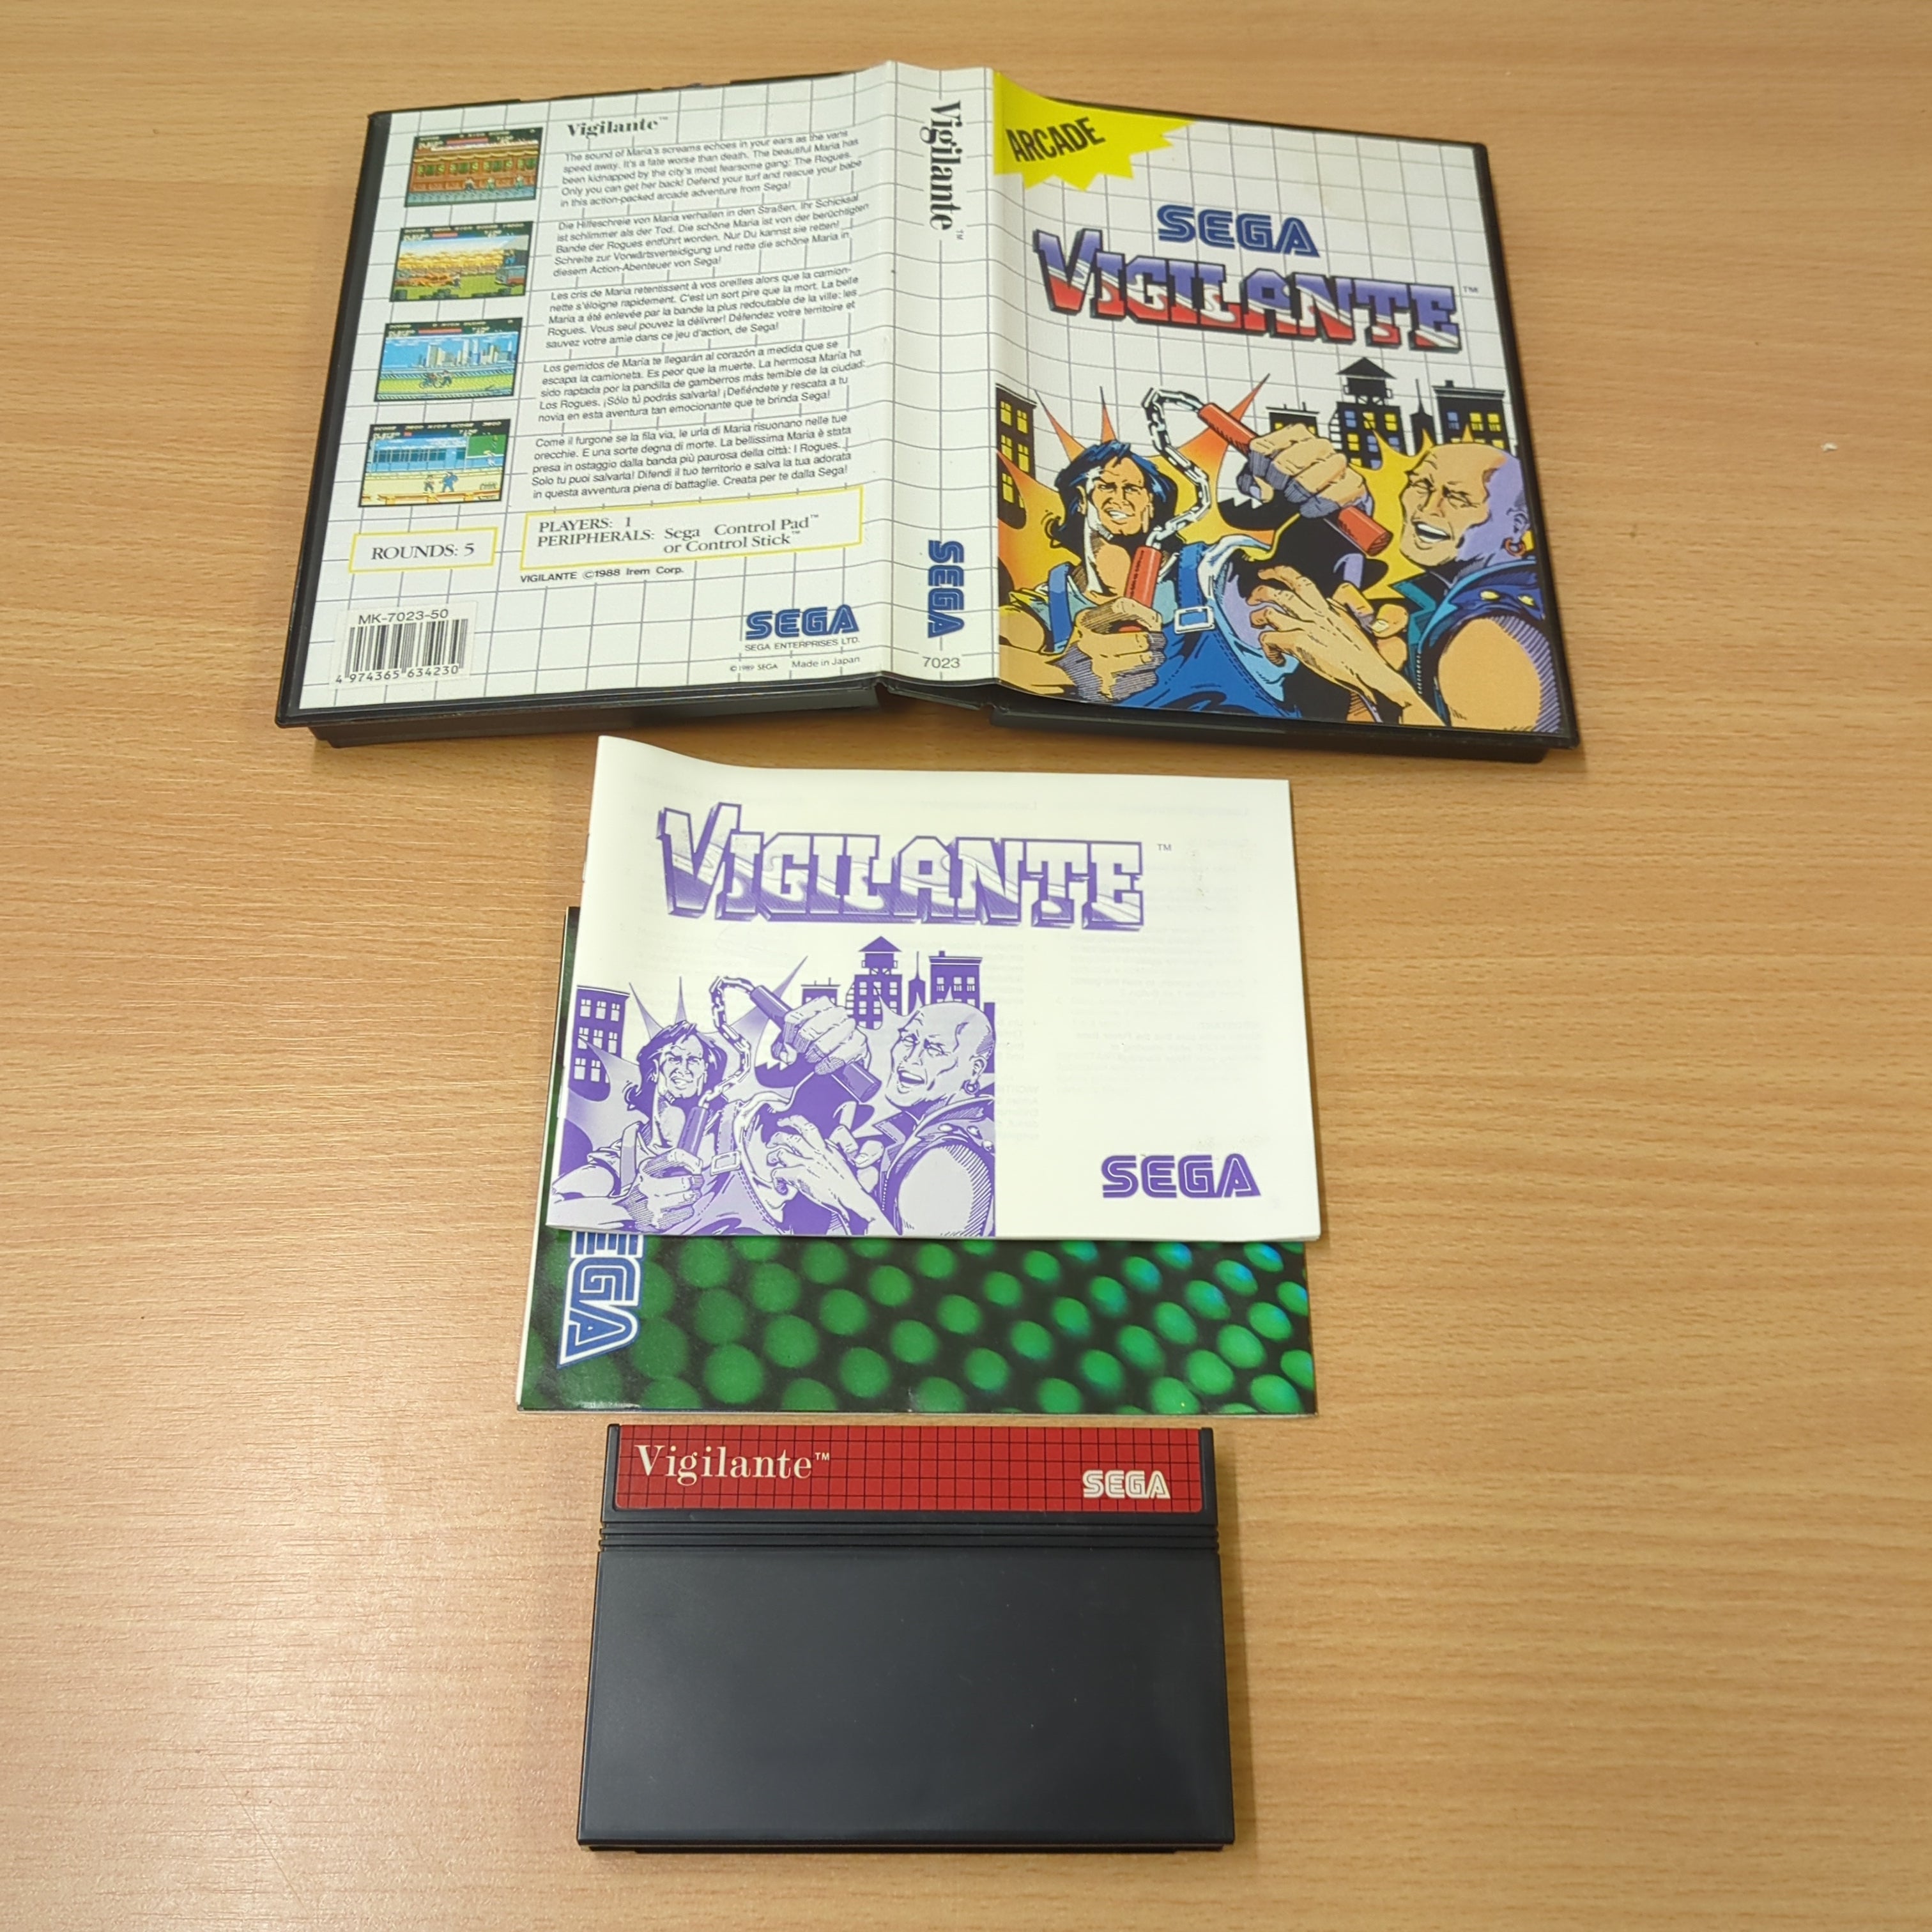 Vigilante™
The sound of Maria's screams echoes in your ears as the vans
speed away. It's a fate worse than death. The beautiful Maria has
been kidnapped by the city's most fearsome gang: The Rogues.
Only you can get her back! Defend your turf and rescue your babe
in this action-packed arcade adventure from Sega!
Die Hilfeschreie von Maria verhallen in den Straßen. Ihr Schicksal
ist schlimmer als der Tod. Die schöne Maria ist von der berüchtigten
Bande der Rogues entführt worden. Nur Du kannst sie retten!
Schreite zur Vorwärtsverteidigung und rette die schöne Maria in
diesem Action-Abenteuer von Sega!
Les cris de Maria retentissent à vos oreilles alors que la camion-
nette s'éloigne rapidement. C'est un sort pire que la mort. La belle
Maria a été enlevée par la bande la plus redoutable de la ville: les
Rogues. Vous seul pouvez la délivrer! Défendez votre territoire et
sauvez votre amie dans ce jeu d'action, de Sega!
Los gemidos de María te llegarán al corazón a medida que se
escapa la camioneta. Es peor que la muerte. La hermosa María ha
sido raptada por la pandilla de gamberros más temible de la ciudad:
Los Rogues. ¡Sólo tú podrás salvarla! ¡Defiéndete y rescata a tu
novia en esta aventura tan emocionante que te brinda Sega!
Come il furgone se la fila via, le urla di Maria risuonano nelle tue
orecchie. E una sorte degna di morte. La bellissima Maria è stata
presa in ostaggio dalla banda più paurosa della città: I Rogues.
Solo tu puoi salvarla! Difendi il tuo territorio e salva la tua adorata
in questa avventura piena di battaglie. Creata per te dalla Sega!
ROUNDS: 5
PLAYERS: 1
PERIPHERALS: Sega Control Pad™
or Control Stick™
VIGILANTE ©1988 Irem Corp.
MK-7023-50
4 974365 634230
SEGA
SEGA ENTERPRISES LTD.
©1989 SEGA Made in Japan
Vigilante™
SEGA
7023
ARCADE
SEGA
VIGILANTE™
VIGILANTE™
SEGA
EGA
Vigilante™
SEGA